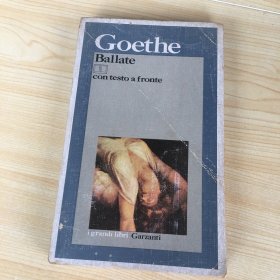 Goethe
Ballate
con testo a fronte
i grandi libri Garzanti